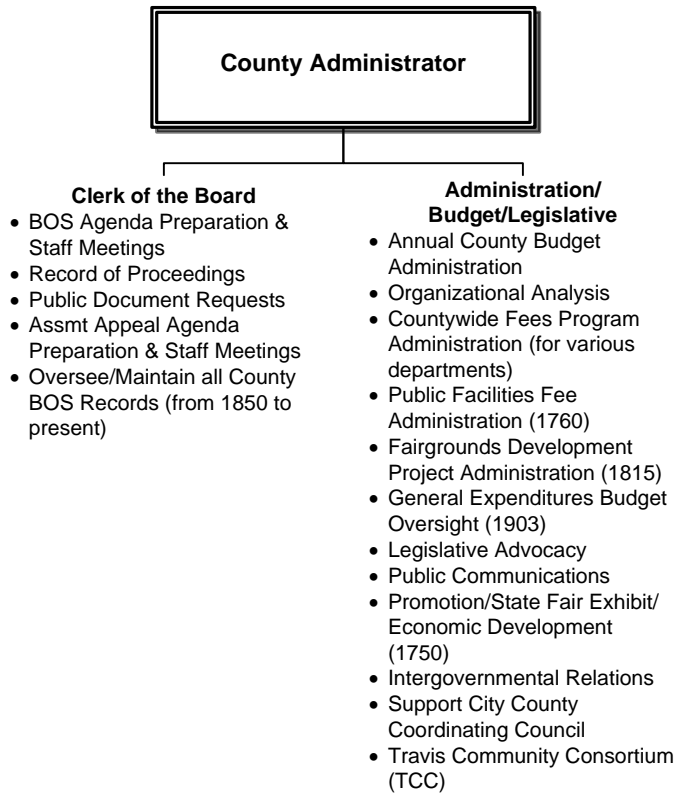 County Administrator
Clerk of the Board
• BOS Agenda Preparation &
Staff Meetings
• Record of Proceedings
• Public Document Requests
• Assmt Appeal Agenda
Preparation & Staff Meetings
• Oversee/Maintain all County
BOS Records (from 1850 to
present)
Administration/
Budget/Legislative
• Annual County Budget
Administration
• Organizational Analysis
• Countywide Fees Program
Administration (for various
departments)
• Public Facilities Fee
Administration (1760)
• Fairgrounds Development
Project Administration (1815)
• General Expenditures Budget
Oversight (1903)
• Legislative Advocacy
• Public Communications
• Promotion/State Fair Exhibit/
Economic Development
(1750)
• Intergovernmental Relations
• Support City County
Coordinating Council
• Travis Community Consortium
(TCC)